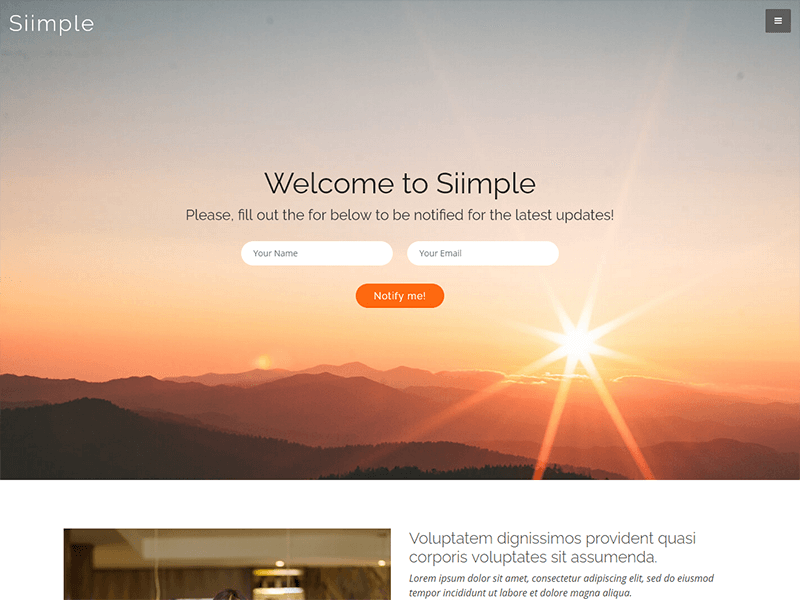 Siimple
Welcome to Siimple
Please, fill out the for below to be notified for the latest updates!
Your Name
Your Email
Notify me!
Voluptatem dignissimos provident quasi
corporis voluptates sit assumenda.
Lorem ipsum dolor sit amet, consectetur adipiscing elit, sed do eiusmod
tempor incididunt ut labore et dolore magna aliqua.